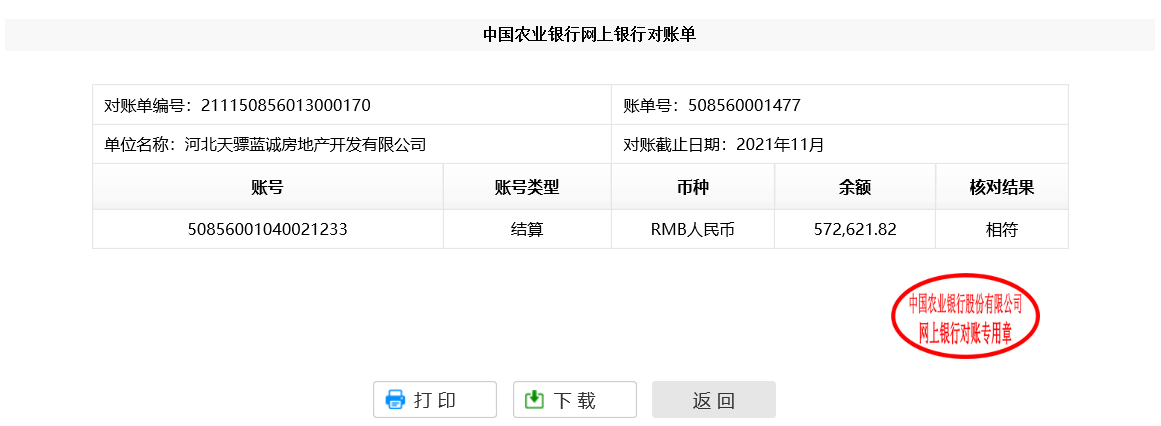 中国农业银行网上银行对账单
对账单编号：211150856013000170 账单号：508560001477
单位名称：河北天骠蓝诚房地产开发有限公司 对账截止日期：2021年11月
账号 账号类型 币种 余额 核对结果
50856001040021233 结算 RMB人民币 572,621.82 相符
中国农业银行股份有限公司
网上银行对账专用章
打 印 下 载 返 回